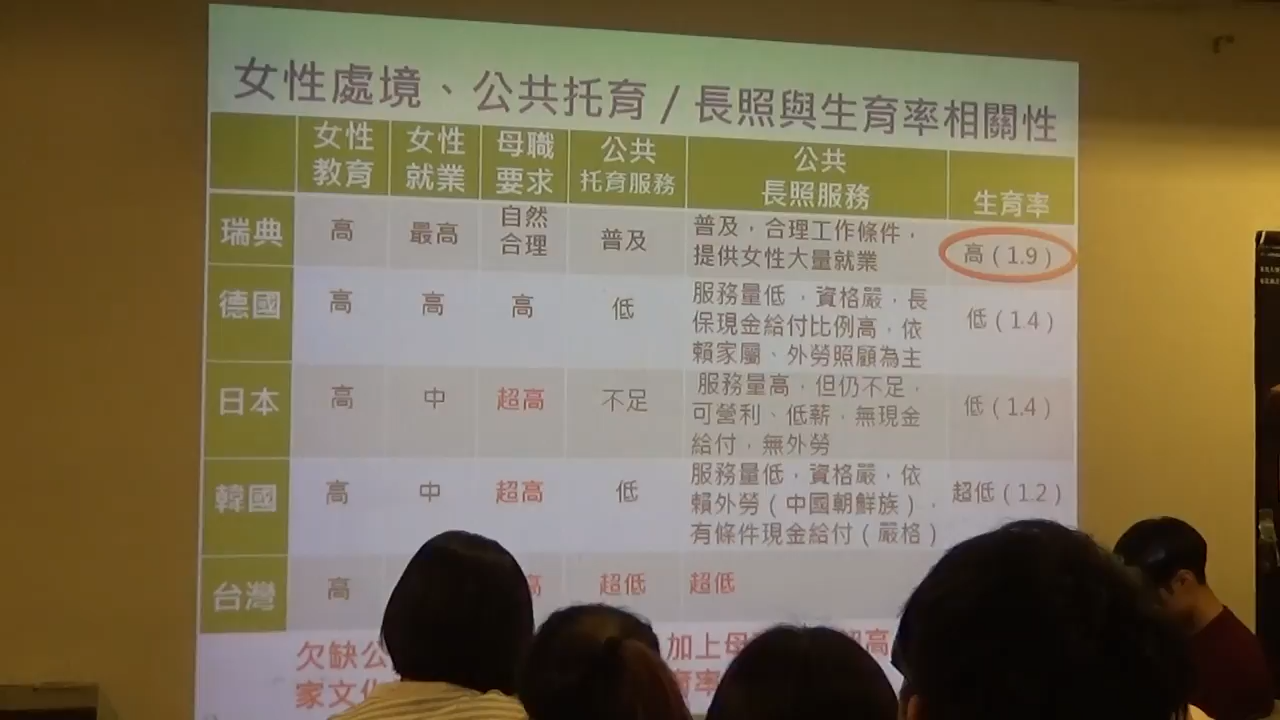 女性處境、公共托育/長照與生育率相關性
女性教育 女性就業 母職要求 公共托育服務 公共長照服務 生育率
瑞典 高 最高 自然合理 普及 普及，合理工作條件，提供女性大量就業 高（1.9）
德國 高 高 高 低 服務量低，資格嚴，長保現金給付比例高，依賴家屬、外勞照顧為主 低（1.4）
日本 高 中 超高 不足 服務量高，但仍不足，可營利、低薪，無現金給付，無外勞 低（1.4）
韓國 高 中 超高 低 服務量低，資格嚴，依賴外勞（中國朝鮮族），有條件現金給付（嚴格） 超低（1.2）
台灣 高 高 超低 超低
欠缺公 加上母 高
家文化 率